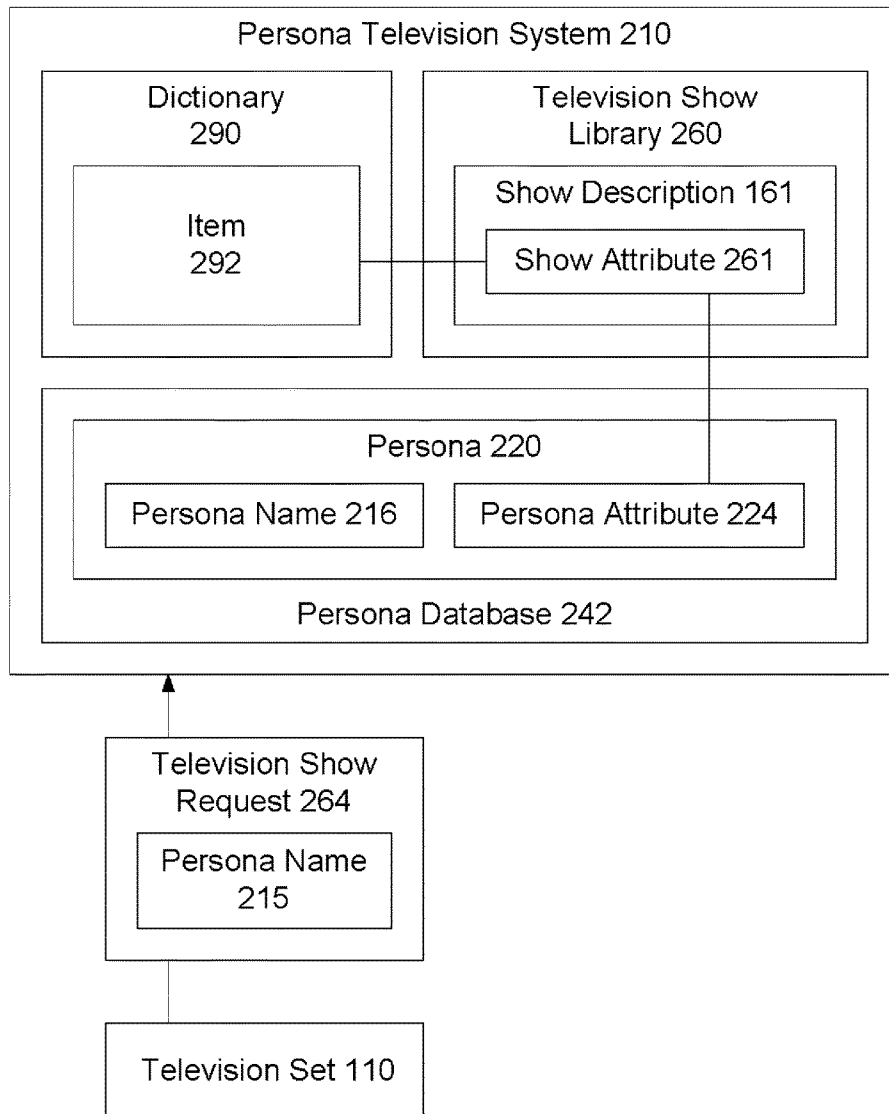 Persona Television System 210
Dictionary
290
Television Show
Library 260
Item
292
Show Description 161
Show Attribute 261
Persona 220
Persona Name 216
Persona Attribute 224
Persona Database 242
Television Show
Request 264
Persona Name
215
Television Set 110